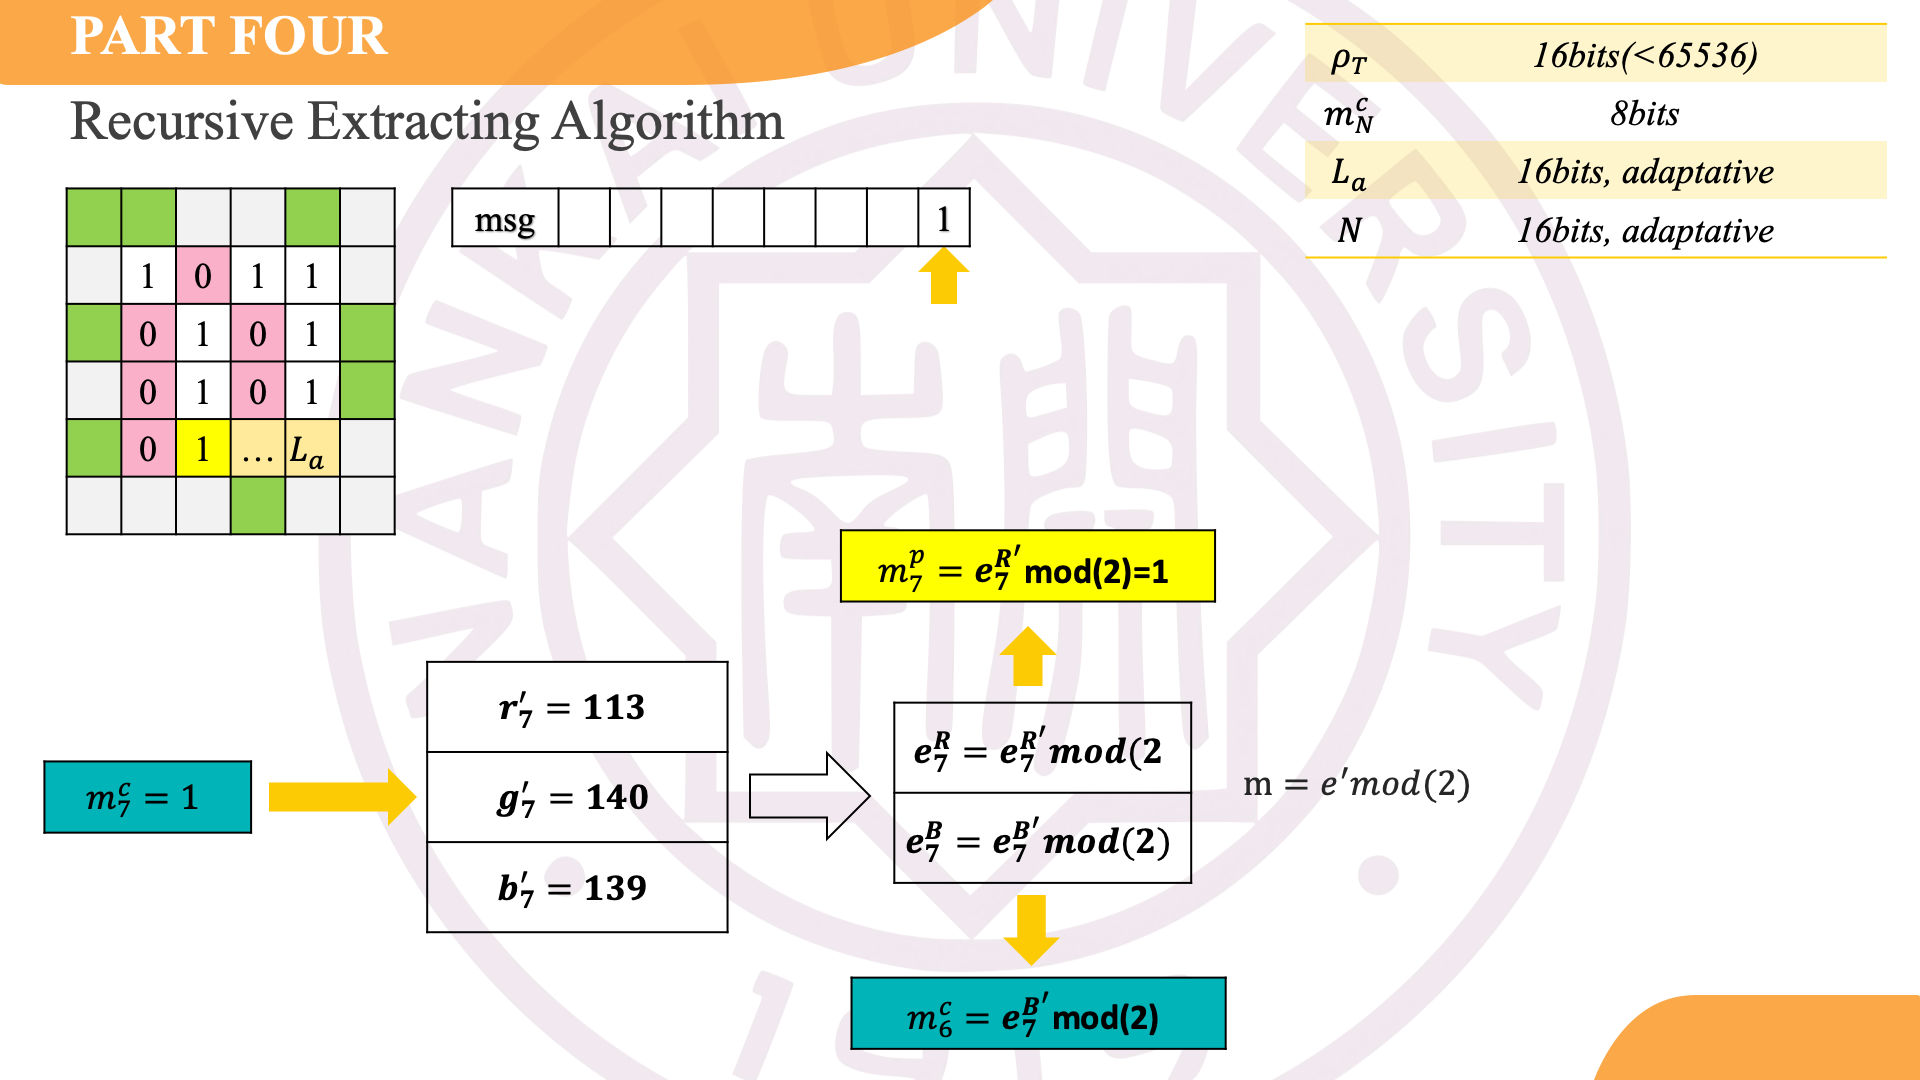 PART FOUR
Recursive Extracting Algorithm
ρ_T 16bits(<65536)
m_N^c 8bits
L_a 16bits, adaptative
N 16bits, adaptative
msg 1
1 0 1 1
0 1 0 1
0 1 0 1
0 1 … L_a
m_7^p = e_7^{R'} mod(2)=1
r_7' = 113
g_7' = 140
b_7' = 139
m_7^c = 1
e_7^R = e_7^{R'} mod(2
e_7^B = e_7^{B'} mod(2)
m = e'mod(2)
m_6^c = e_7^{B'} mod(2)
NANKAI UNIVERSITY